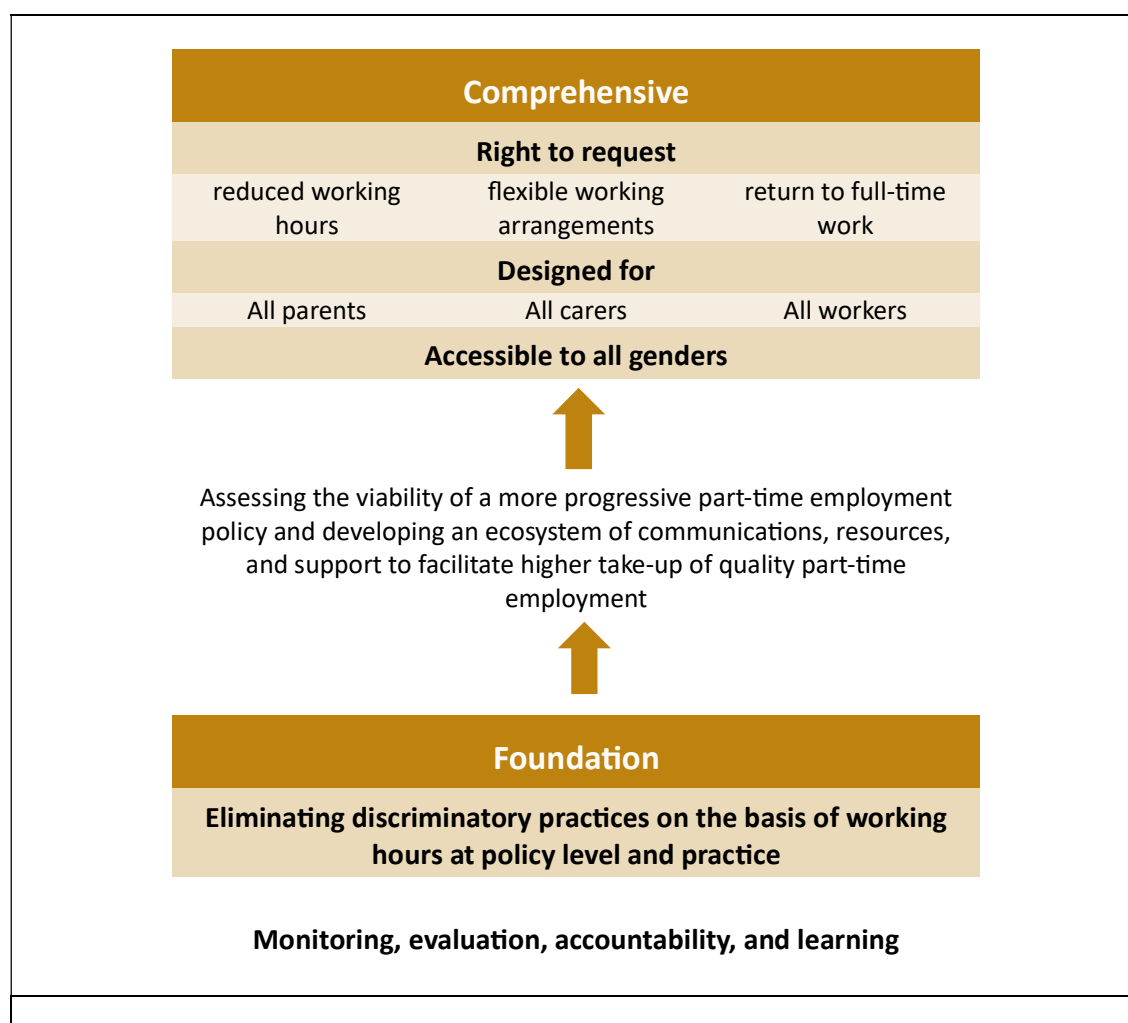 Comprehensive
Right to request
reduced working hours
flexible working arrangements
return to full-time work
Designed for
All parents
All carers
All workers
Accessible to all genders
Assessing the viability of a more progressive part-time employment
policy and developing an ecosystem of communications, resources,
and support to facilitate higher take-up of quality part-time
employment
Foundation
Eliminating discriminatory practices on the basis of working
hours at policy level and practice
Monitoring, evaluation, accountability, and learning